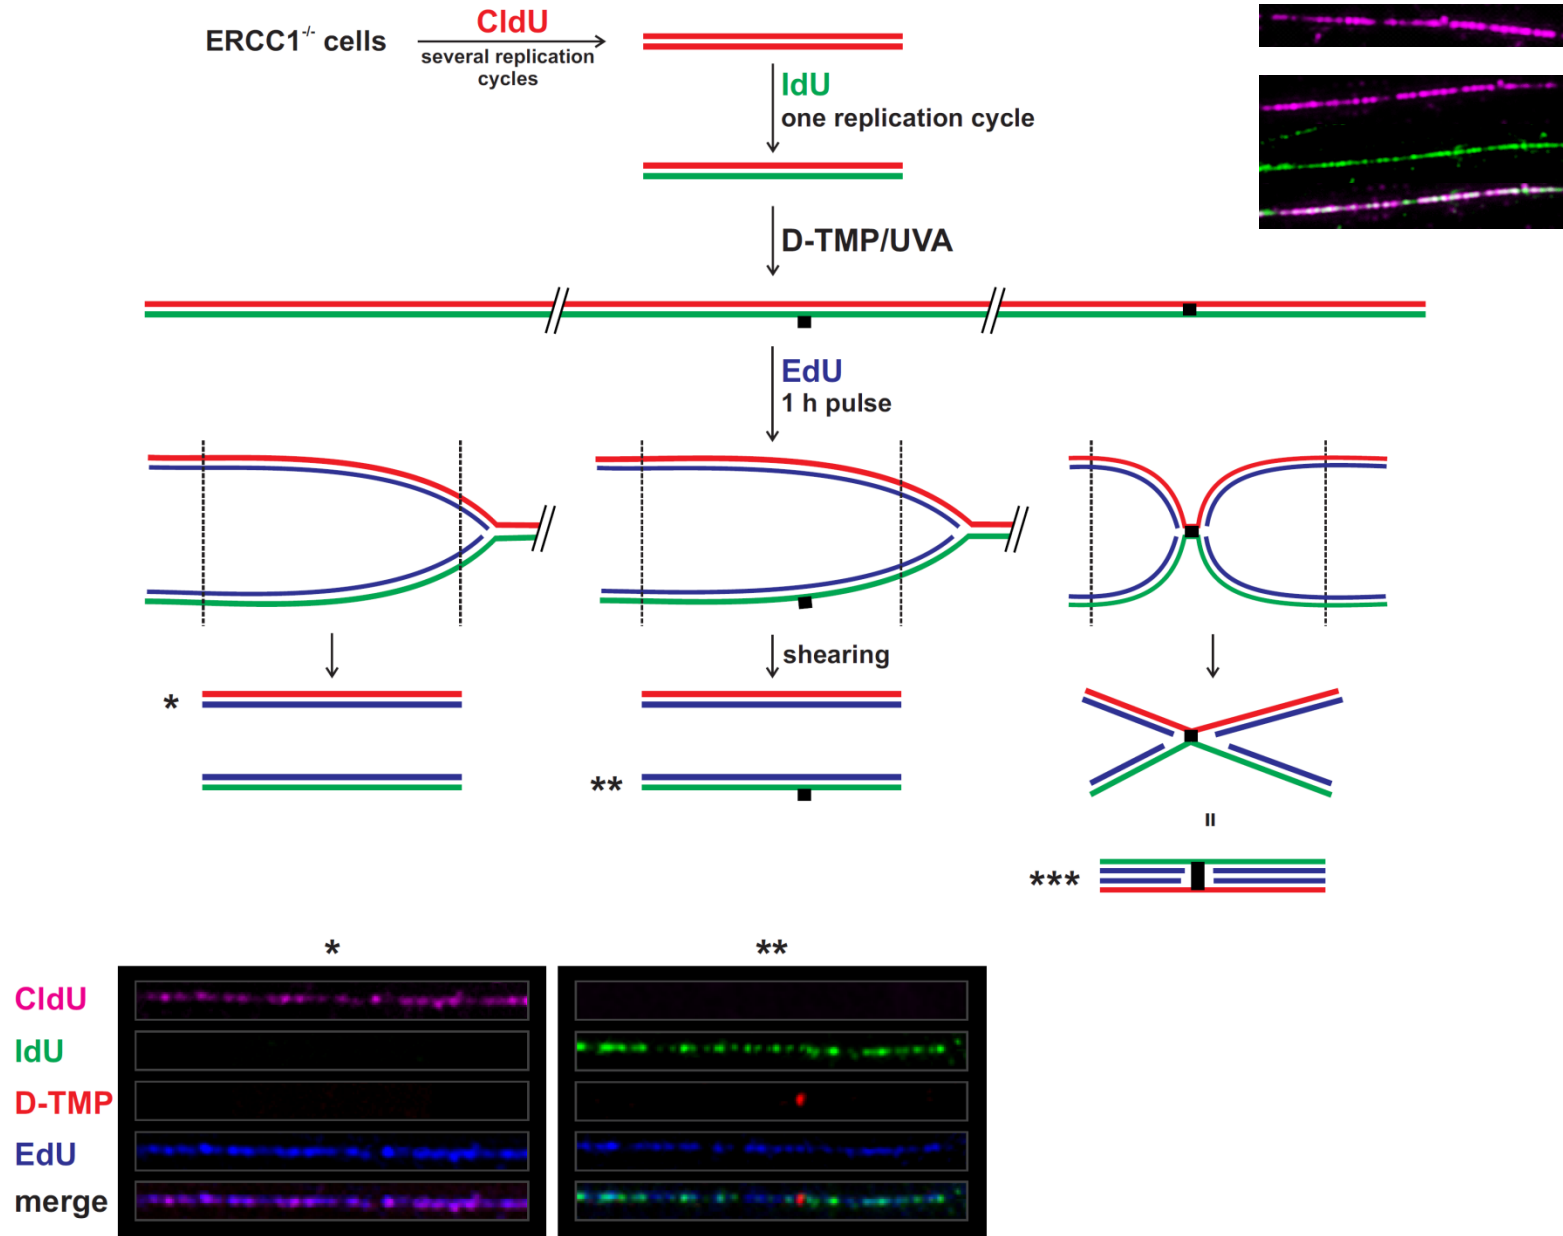 ERCC1-/- cells
CldU
several replication
cycles
IdU
one replication cycle
D-TMP/UVA
EdU
1 h pulse
shearing
*
**
=
***
* **
CldU
IdU
D-TMP
EdU
merge